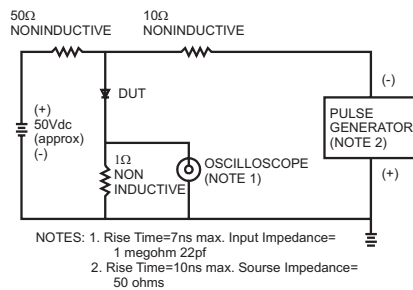 50Ω
NONINDUCTIVE
10Ω
NONINDUCTIVE
(+)
50Vdc
(approx)
(-)
DUT
1Ω
NON
INDUCTIVE
OSCILLOSCOPE
(NOTE 1)
(-)
PULSE
GENERATOR
(NOTE 2)
(+)
NOTES: 1. Rise Time=7ns max. Input Impedance=
1 megohm 22pf
2. Rise Time=10ns max. Sourse Impedance=
50 ohms